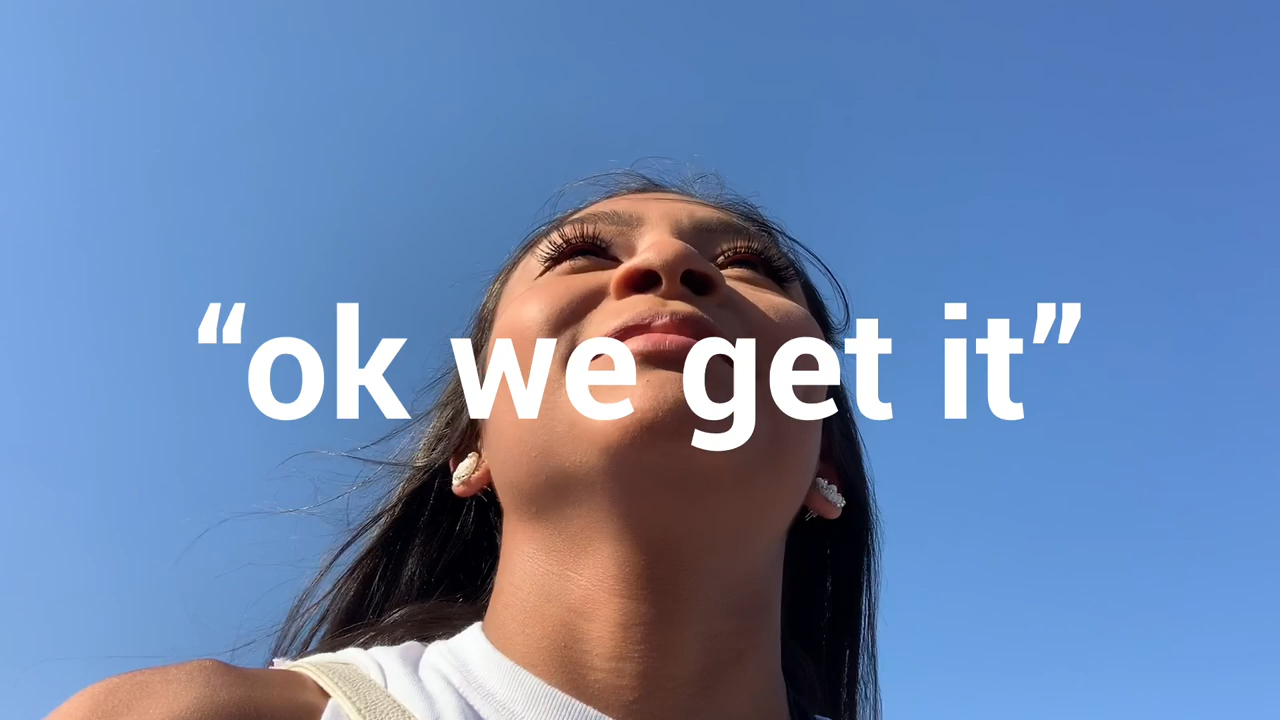 “ok we get it”